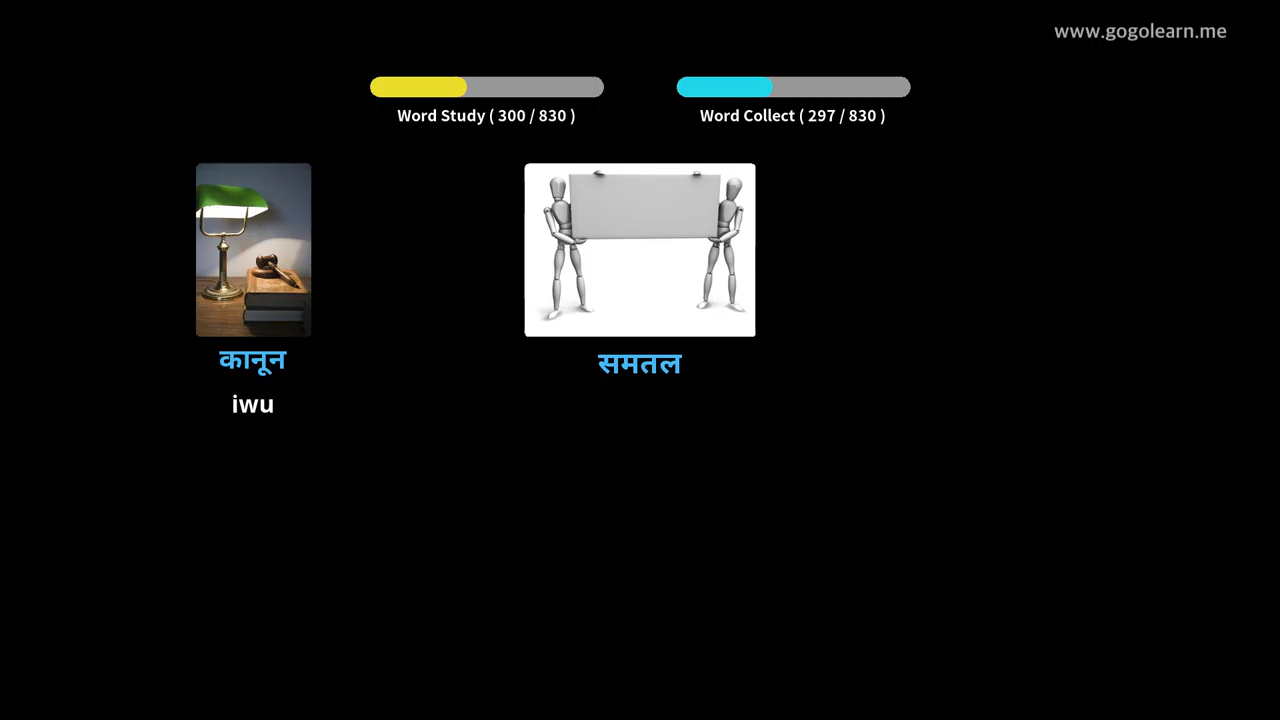 www.gogolearn.me
Word Study ( 300 / 830 )
Word Collect ( 297 / 830 )
कानून
iwu
समतल